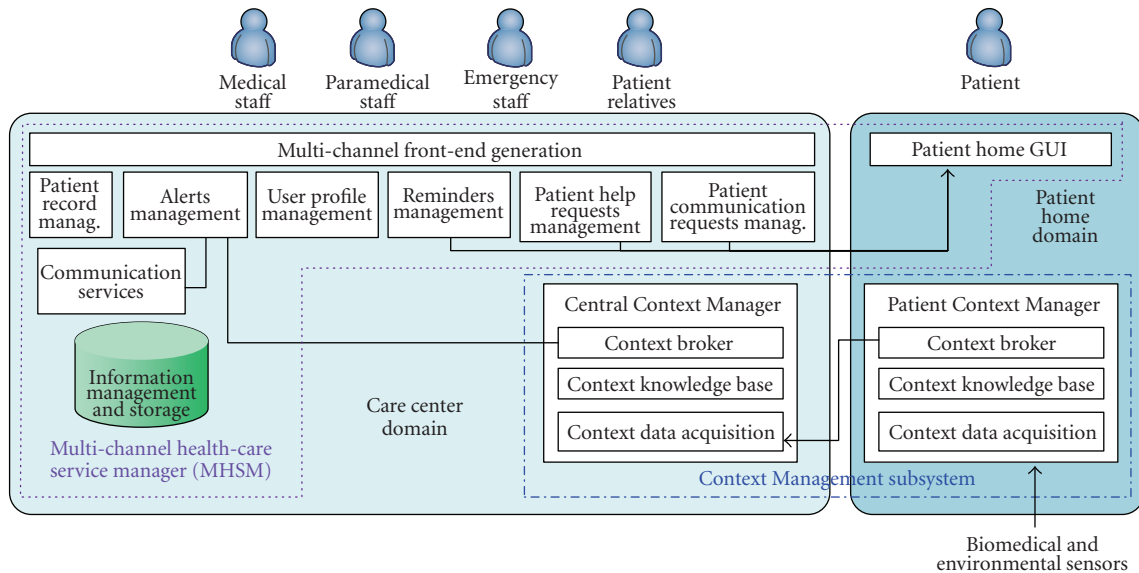 Medical
staff
Paramedical
staff
Emergency
staff
Patient
relatives
Patient
Multi-channel front-end generation
Patient home GUI
Patient
record
manag.
Alerts
management
User profile
management
Reminders
management
Patient help
requests
management
Patient
communication
requests manag.
Patient
home
domain
Communication
services
Central Context Manager
Context broker
Context knowledge base
Context data acquisition
Patient Context Manager
Context broker
Context knowledge base
Context data acquisition
Information
management
and storage
Care center
domain
Multi-channel health-care
service manager (MHSM)
Context Management subsystem
Biomedical and
environmental sensors